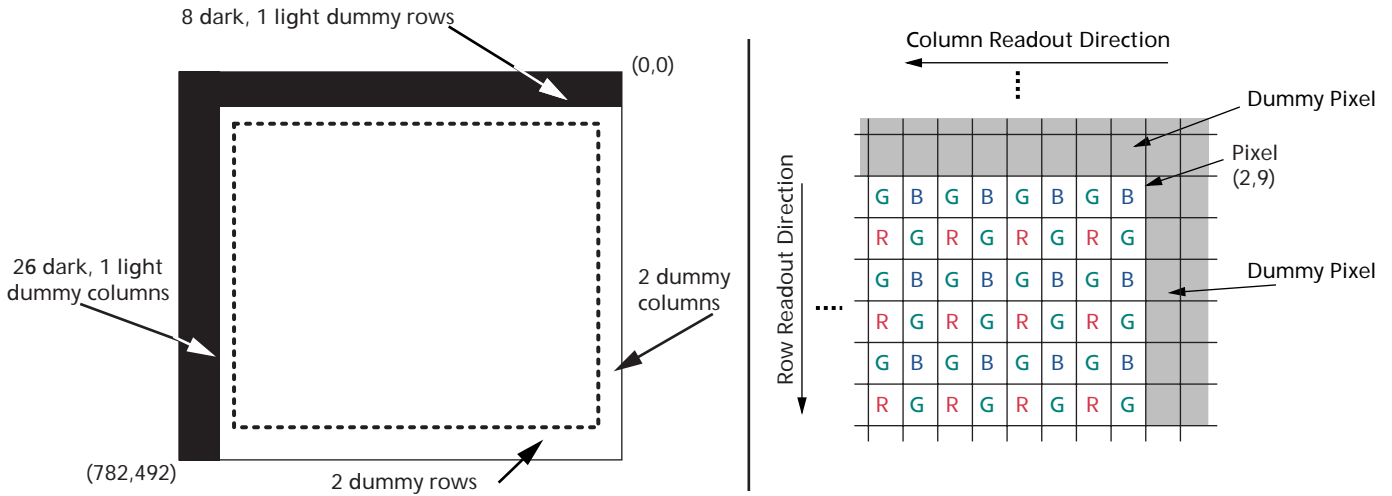 8 dark, 1 light dummy rows
(0,0)
26 dark, 1 light
dummy columns
2 dummy
columns
(782,492)
2 dummy rows
Column Readout Direction
Dummy Pixel
Pixel
(2,9)
Row Readout Direction
G B G B G B G B
R G R G R G R G
G B G B G B G B
Dummy Pixel
R G R G R G R G
G B G B G B G B
R G R G R G R G